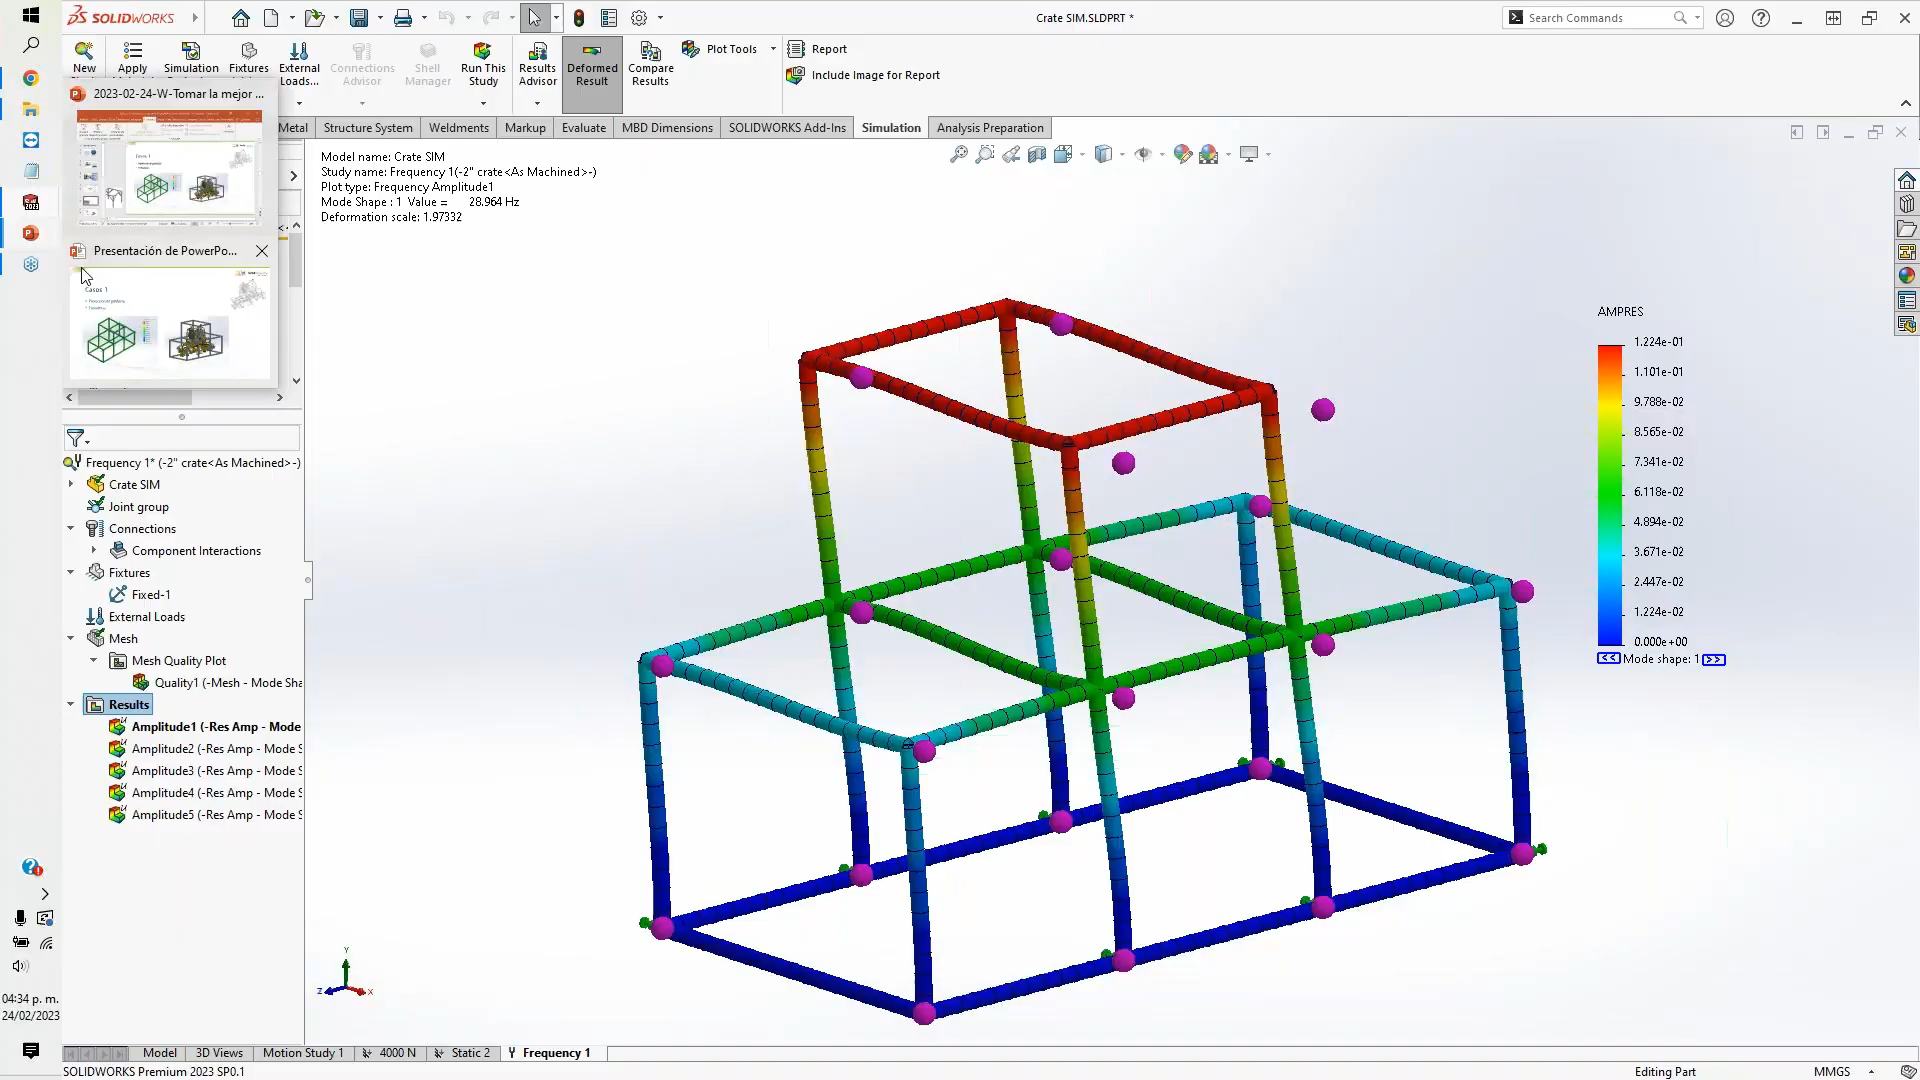 SOLIDWORKS
Crate SIM.SLDPRT *
Search Commands
New
Apply
Simulation
Fixtures
External
Loads...
Connections
Advisor
Shell
Manager
Run This
Study
Results
Advisor
Deformed
Result
Compare
Results
Plot Tools
Report
Include Image for Report
2023-02-24-W-Tomar la mejor ...
Metal
Structure System
Weldments
Markup
Evaluate
MBD Dimensions
SOLIDWORKS Add-Ins
Simulation
Analysis Preparation
Model name: Crate SIM
Study name: Frequency 1(-2" crate<As Machined>-)
Plot type: Frequency Amplitude1
Mode Shape : 1 Value = 28.964 Hz
Deformation scale: 1.97332
Presentación de PowerPo...
Casos 1
AMPRES
1.224e-01
1.101e-01
9.788e-02
8.565e-02
7.341e-02
6.118e-02
4.894e-02
3.671e-02
2.447e-02
1.224e-02
0.000e+00
<< Mode shape: 1 >>
Frequency 1* (-2" crate<As Machined>-)
Crate SIM
Joint group
Connections
Component Interactions
Fixtures
Fixed-1
External Loads
Mesh
Mesh Quality Plot
Quality1 (-Mesh - Mode Sha
Results
Amplitude1 (-Res Amp - Mode
Amplitude2 (-Res Amp - Mode S
Amplitude3 (-Res Amp - Mode S
Amplitude4 (-Res Amp - Mode S
Amplitude5 (-Res Amp - Mode S
Y
Z
X
04:34 p. m.
24/02/2023
Model
3D Views
Motion Study 1
4000 N
Static 2
Frequency 1
SOLIDWORKS Premium 2023 SP0.1
Editing Part
MMGS